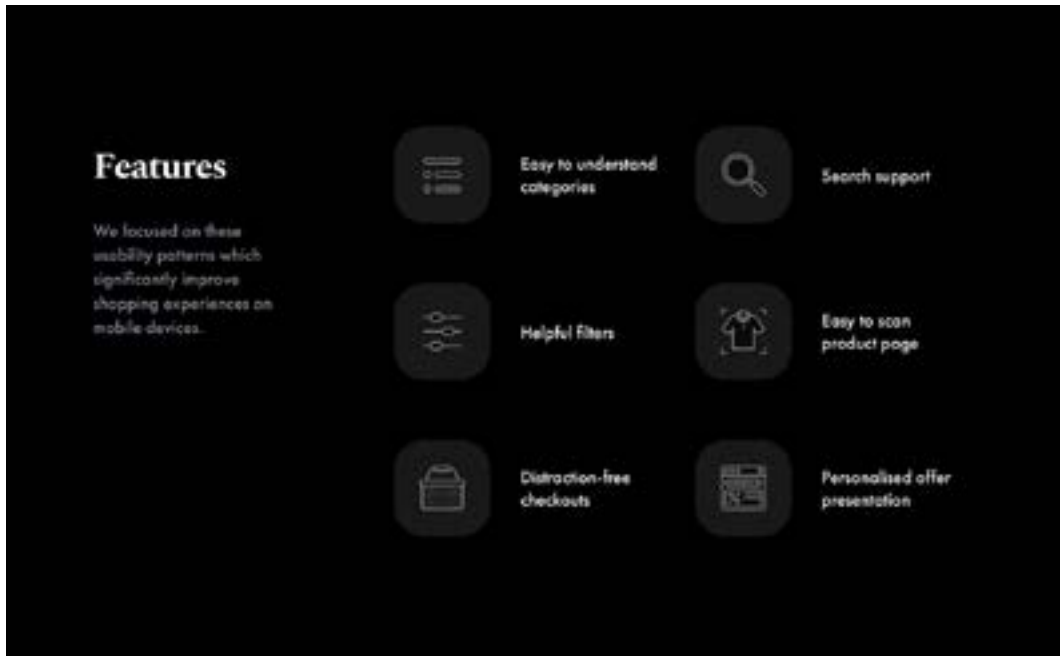 Features
We focused on these
usability patterns which
significantly improve
shopping experiences on
mobile devices.
Easy to understand
categories
Search support
Helpful filters
Easy to scan
product page
Distraction-free
checkouts
Personalised offer
presentation